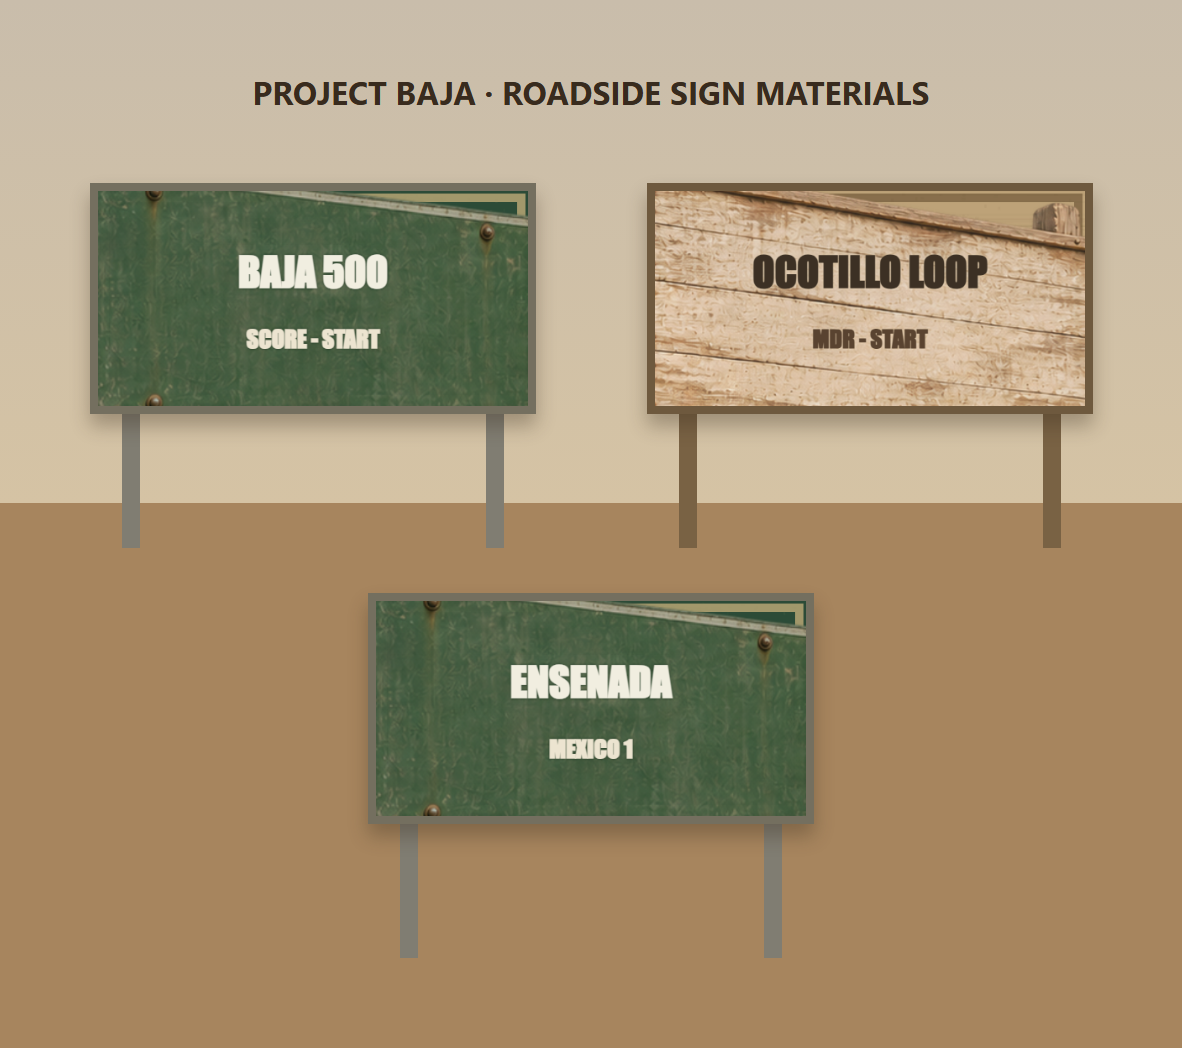 PROJECT BAJA · ROADSIDE SIGN MATERIALS
BAJA 500
SCORE - START
OCOTILLO LOOP
MDR - START
ENSENADA
MEXICO 1